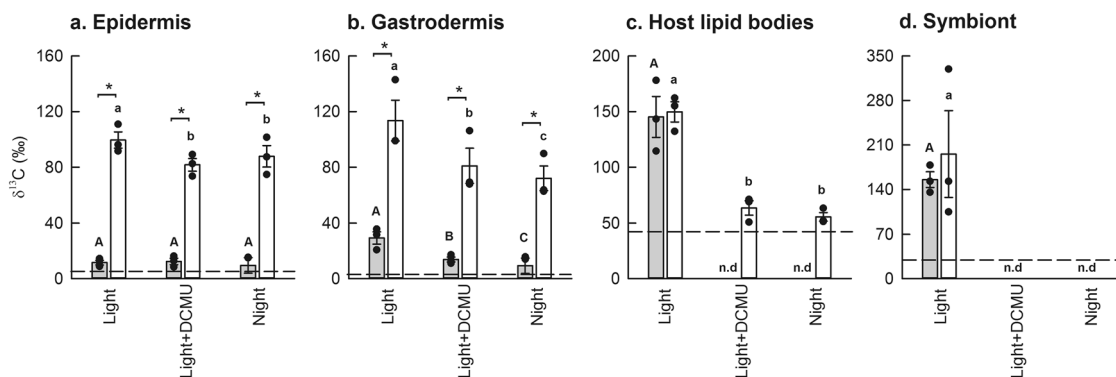 a. Epidermis
b. Gastrodermis
c. Host lipid bodies
d. Symbiont
δ¹³C (‰)
160
120
80
40
0
*
a
A
*
b
A
*
b
A
Light
Light+DCMU
Night
160
120
80
40
0
*
a
A
*
b
B
*
c
C
Light
Light+DCMU
Night
200
150
100
50
0
A
a
n.d
b
n.d
b
Light
Light+DCMU
Night
350
280
210
140
70
0
A
a
n.d
n.d
Light
Light+DCMU
Night